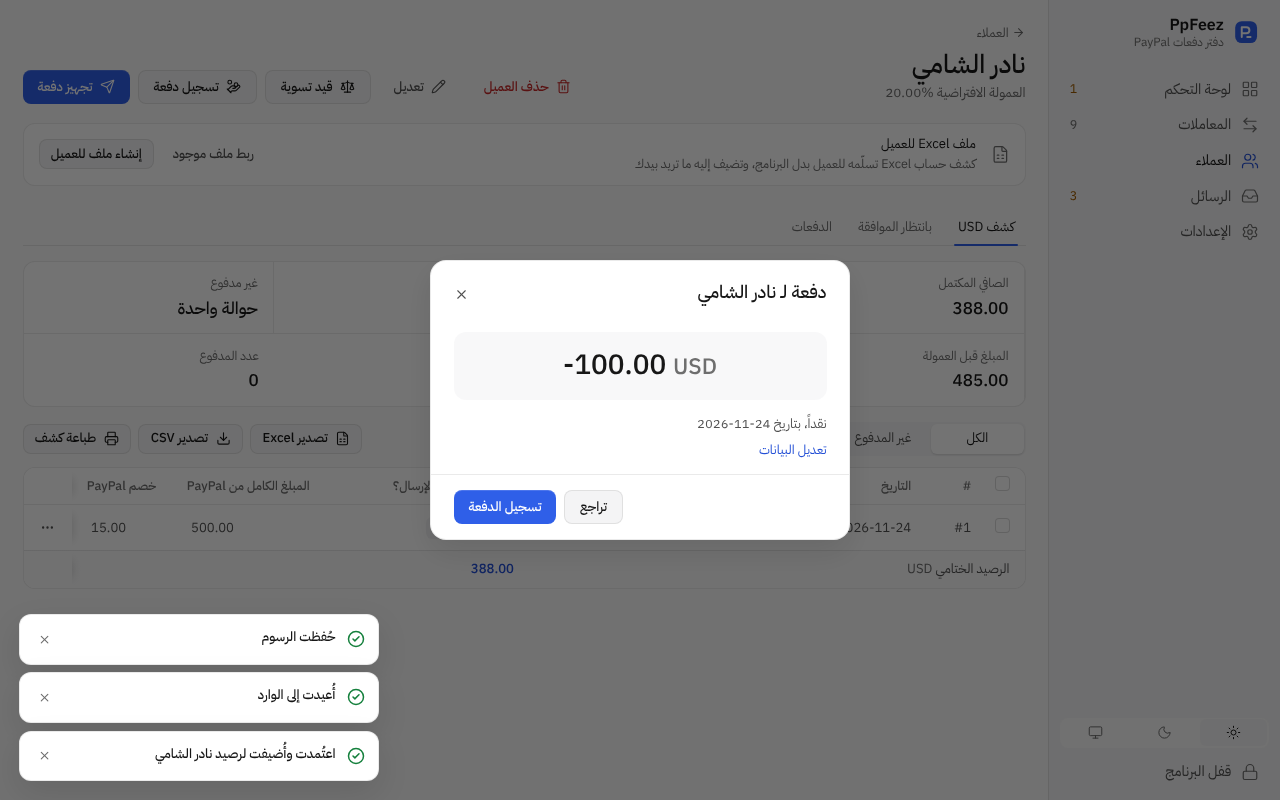 PpFeez
دفتر دفعات PayPal
لوحة التحكم 1
المعاملات 9
العملاء
الرسائل 3
الإعدادات
قفل البرنامج
العملاء
نادر الشامي
العمولة الافتراضية 20.00%
حذف العميل
تعديل
قيد تسوية
تسجيل دفعة
تجهيز دفعة
ملف Excel للعميل
كشف حساب Excel تسلّمه للعميل بدل البرنامج، وتضيف إليه ما تريد بيدك
ربط ملف موجود
إنشاء ملف للعميل
كشف USD
بانتظار الموافقة
الدفعات
الصافي المكتمل
388.00
غير مدفوع
حوالة واحدة
المبلغ قبل العمولة
485.00
عدد المدفوع
0
الكل
غير المدفوع
تصدير Excel
تصدير CSV
طباعة كشف
#
التاريخ
المبلغ الكامل من PayPal
خصم PayPal
#1
26-11-24
500.00
15.00
الرصيد الختامي USD
388.00
دفعة لـ نادر الشامي
-100.00 USD
نقداً، بتاريخ 24-11-2026
تعديل البيانات
تراجع
تسجيل الدفعة
حُفظت الرسوم
أُعيدت إلى الوارد
اعتُمدت وأُضيفت لرصيد نادر الشامي